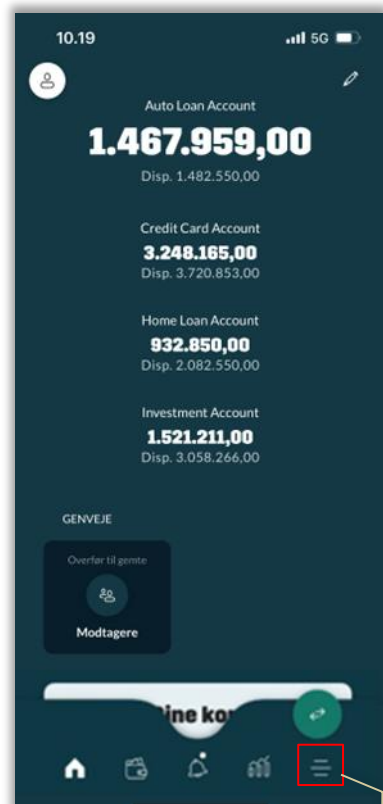 10.19
5G
Auto Loan Account
1.467.959,00
Disp. 1.482.550,00
Credit Card Account
3.248.165,00
Disp. 3.720.853,00
Home Loan Account
932.850,00
Disp. 2.082.550,00
Investment Account
1.521.211,00
Disp. 3.058.266,00
GENVEJE
Overfør til gemte
Modtagere